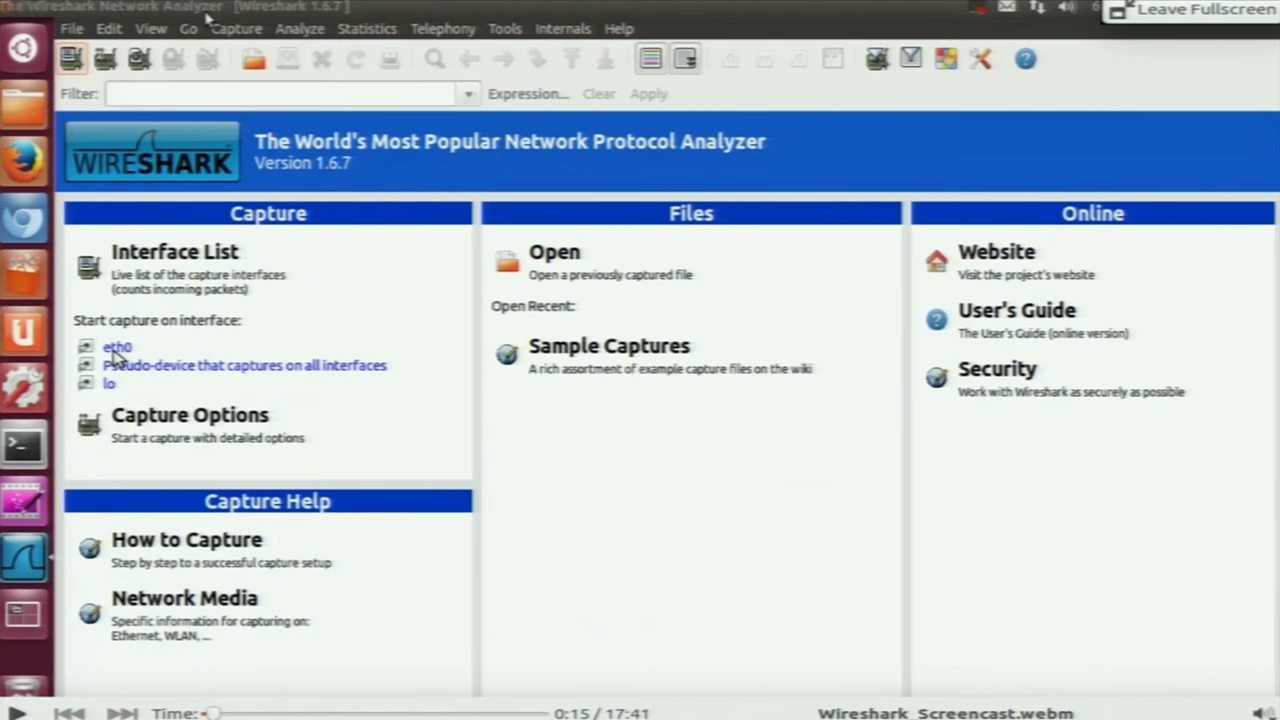 The Wireshark Network Analyzer [Wireshark 1.6.7 ]
Leave Fullscreen
File Edit View Go Capture Analyze Statistics Telephony Tools Internals Help
Filter: Expression... Clear Apply
WIRESHARK
The World's Most Popular Network Protocol Analyzer
Version 1.6.7
Capture
Interface List
Live list of the capture interfaces
(counts incoming packets)
Start capture on interface:
eth0
Pseudo-device that captures on all interfaces
lo
Capture Options
Start a capture with detailed options
Capture Help
How to Capture
Step by step to a successful capture setup
Network Media
Specific information for capturing on:
Ethernet, WLAN, ...
Files
Open
Open a previously captured file
Open Recent:
Sample Captures
A rich assortment of example capture files on the wiki
Online
Website
Visit the project's website
User's Guide
The User's Guide (online version)
Security
Work with Wireshark as securely as possible
Time: 0:15 / 17:41 Wireshark_Screencast.webm